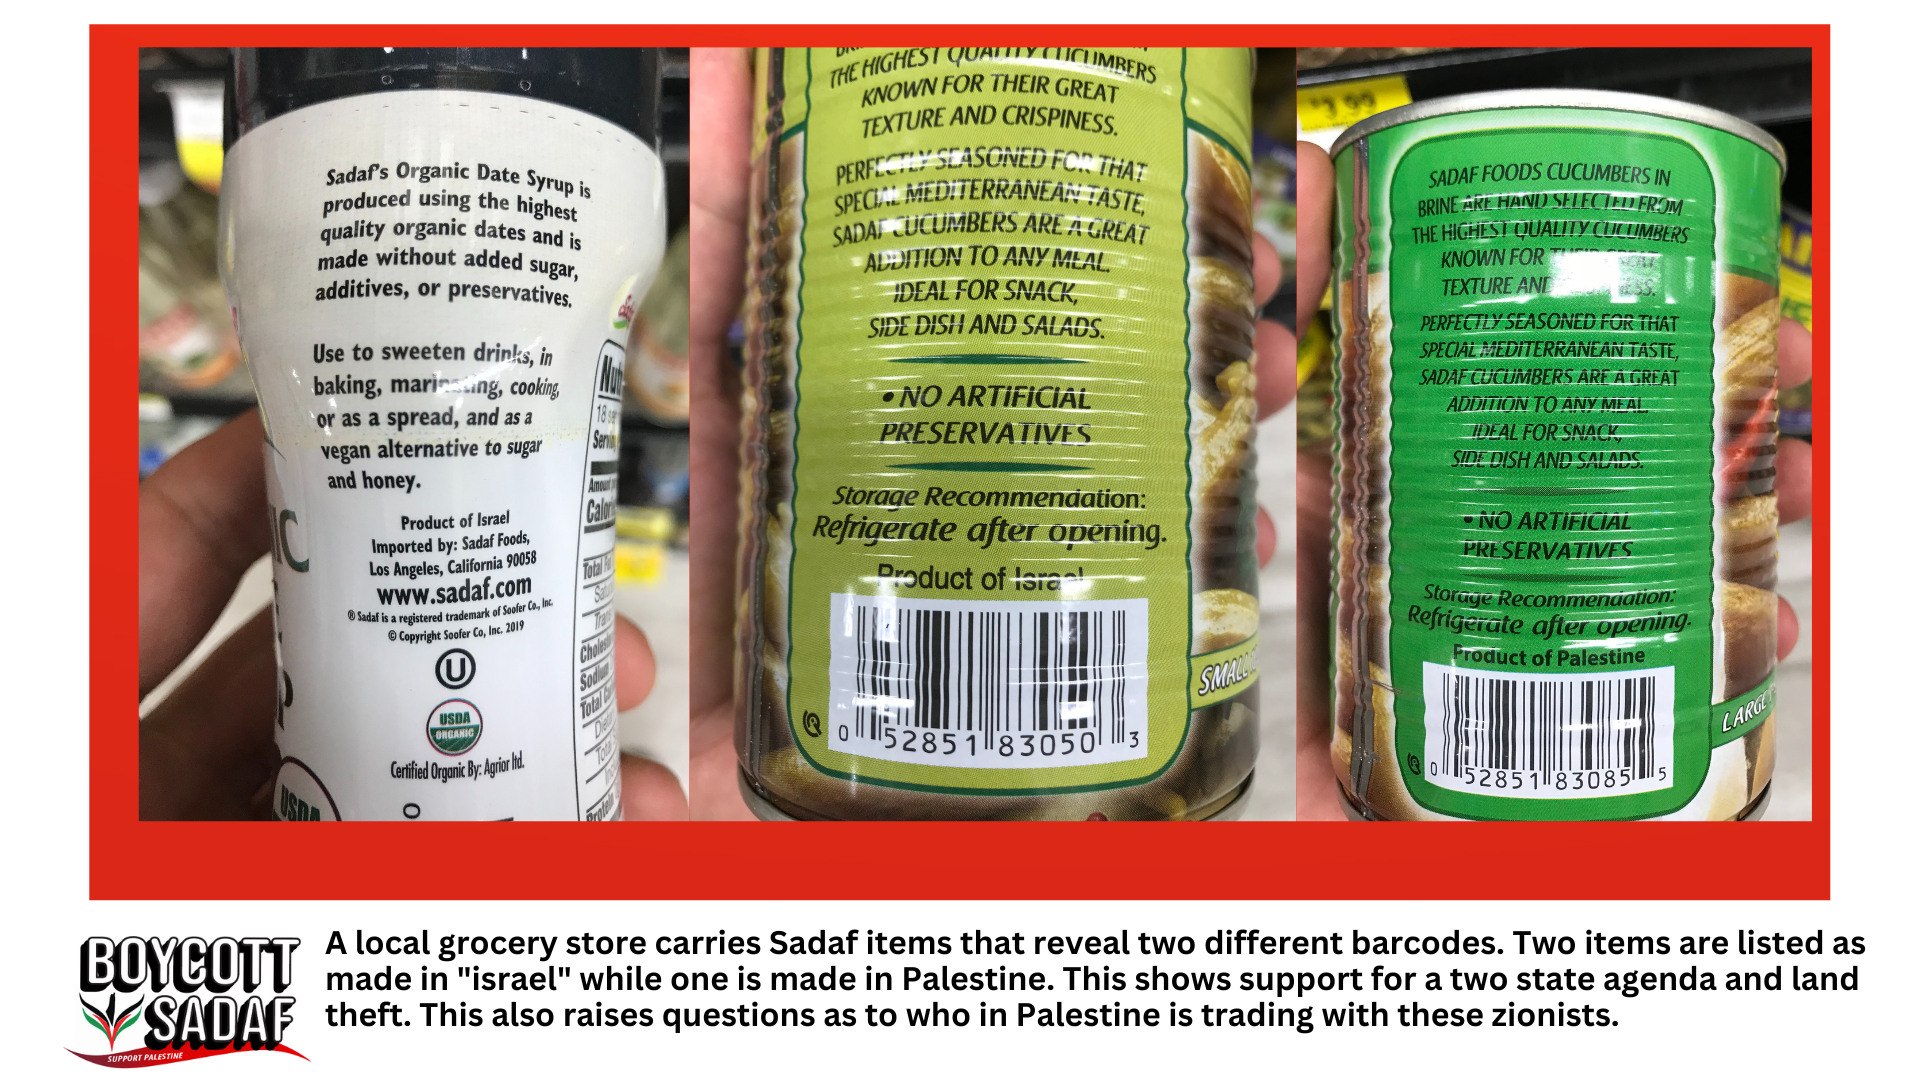 Sadaf's Organic Date Syrup is
produced using the highest
quality organic dates and is
made without added sugar,
additives, or preservatives.
Use to sweeten drinks, in
baking, marinating, cooking,
or as a spread, and as a
vegan alternative to sugar
and honey.
Product of Israel
Imported by: Sadaf Foods,
Los Angeles, California 90058
www.sadaf.com
® Sadaf is a registered trademark of Soofer Co., Inc.
© Copyright Soofer Co, Inc. 2019
U
USDA
ORGANIC
Certified Organic By: Agrior ltd.
USDA
THE HIGHEST QUALITY CUCUMBERS
KNOWN FOR THEIR GREAT
TEXTURE AND CRISPINESS.
PERFECTLY SEASONED FOR THAT
SPECIAL MEDITERRANEAN TASTE,
SADAF CUCUMBERS ARE A GREAT
ADDITION TO ANY MEAL.
IDEAL FOR SNACK,
SIDE DISH AND SALADS.
• NO ARTIFICIAL
PRESERVATIVES
Storage Recommendation:
Refrigerate after opening.
Product of Israel
0 52851 83050 3
SMALL
$3.99
SADAF FOODS CUCUMBERS IN
BRINE ARE HAND SELECTED FROM
THE HIGHEST QUALITY CUCUMBERS
KNOWN FOR
TEXTURE AND
PERFECTLY SEASONED FOR THAT
SPECIAL MEDITERRANEAN TASTE,
SADAF CUCUMBERS ARE A GREAT
ADDITION TO ANY MEAL.
IDEAL FOR SNACK,
SIDE DISH AND SALADS.
• NO ARTIFICIAL
PRESERVATIVES
Storage Recommendation:
Refrigerate after opening.
Product of Palestine
0 52851 83085 5
LARGE
BOYCOTT
SADAF
SUPPORT PALESTINE
A local grocery store carries Sadaf items that reveal two different barcodes. Two items are listed as
made in "israel" while one is made in Palestine. This shows support for a two state agenda and land
theft. This also raises questions as to who in Palestine is trading with these zionists.